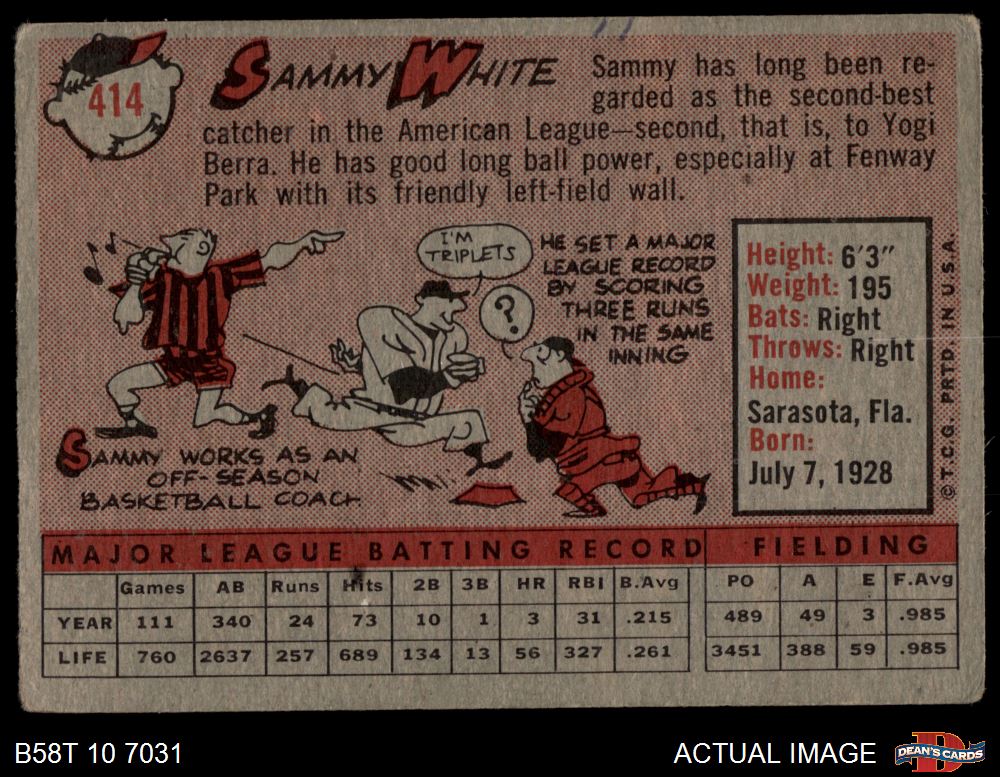 414
SAMMY WHITE
Sammy has long been re-
garded as the second-best
catcher in the American League—second, that is, to Yogi
Berra. He has good long ball power, especially at Fenway
Park with its friendly left-field wall.
I'M
TRIPLETS
?
HE SET A MAJOR
LEAGUE RECORD
BY SCORING
THREE RUNS
IN THE SAME
INNING
SAMMY WORKS AS AN
OFF-SEASON
BASKETBALL COACH
Height: 6'3"
Weight: 195
Bats: Right
Throws: Right
Home:
Sarasota, Fla.
Born:
July 7, 1928
© T.C.G. PRTD. IN U.S.A.
MAJOR LEAGUE BATTING RECORD FIELDING
Games AB Runs Hits 2B 3B HR RBI B.Avg PO A E F.Avg
YEAR 111 340 24 73 10 1 3 31 .215 489 49 3 .985
LIFE 760 2637 257 689 134 13 56 327 .261 3451 388 59 .985
B58T 10 7031
ACTUAL IMAGE
DEAN'S CARDS